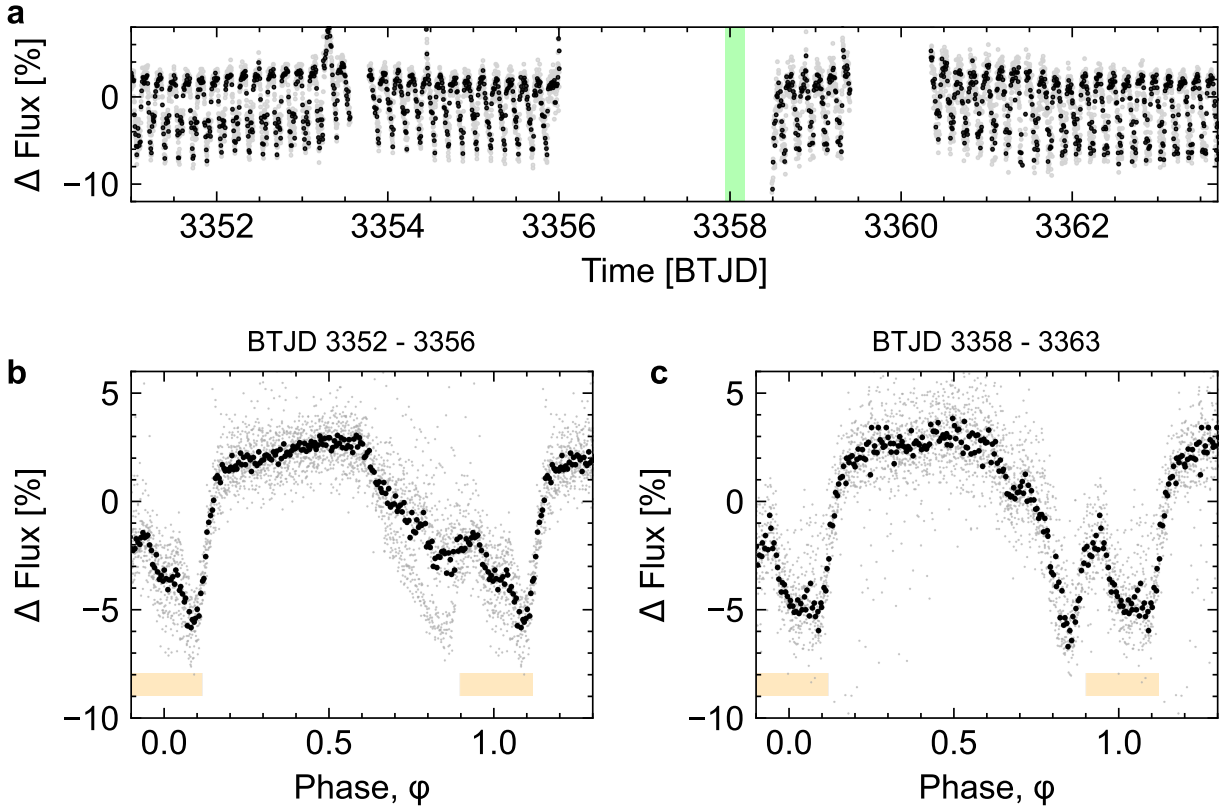 a
Δ Flux [%]
0
−10
3352 3354 3356 3358 3360 3362
Time [BTJD]
BTJD 3352 - 3356
b
Δ Flux [%]
5
0
−5
−10
0.0 0.5 1.0
Phase, φ
BTJD 3358 - 3363
c
Δ Flux [%]
5
0
−5
−10
0.0 0.5 1.0
Phase, φ